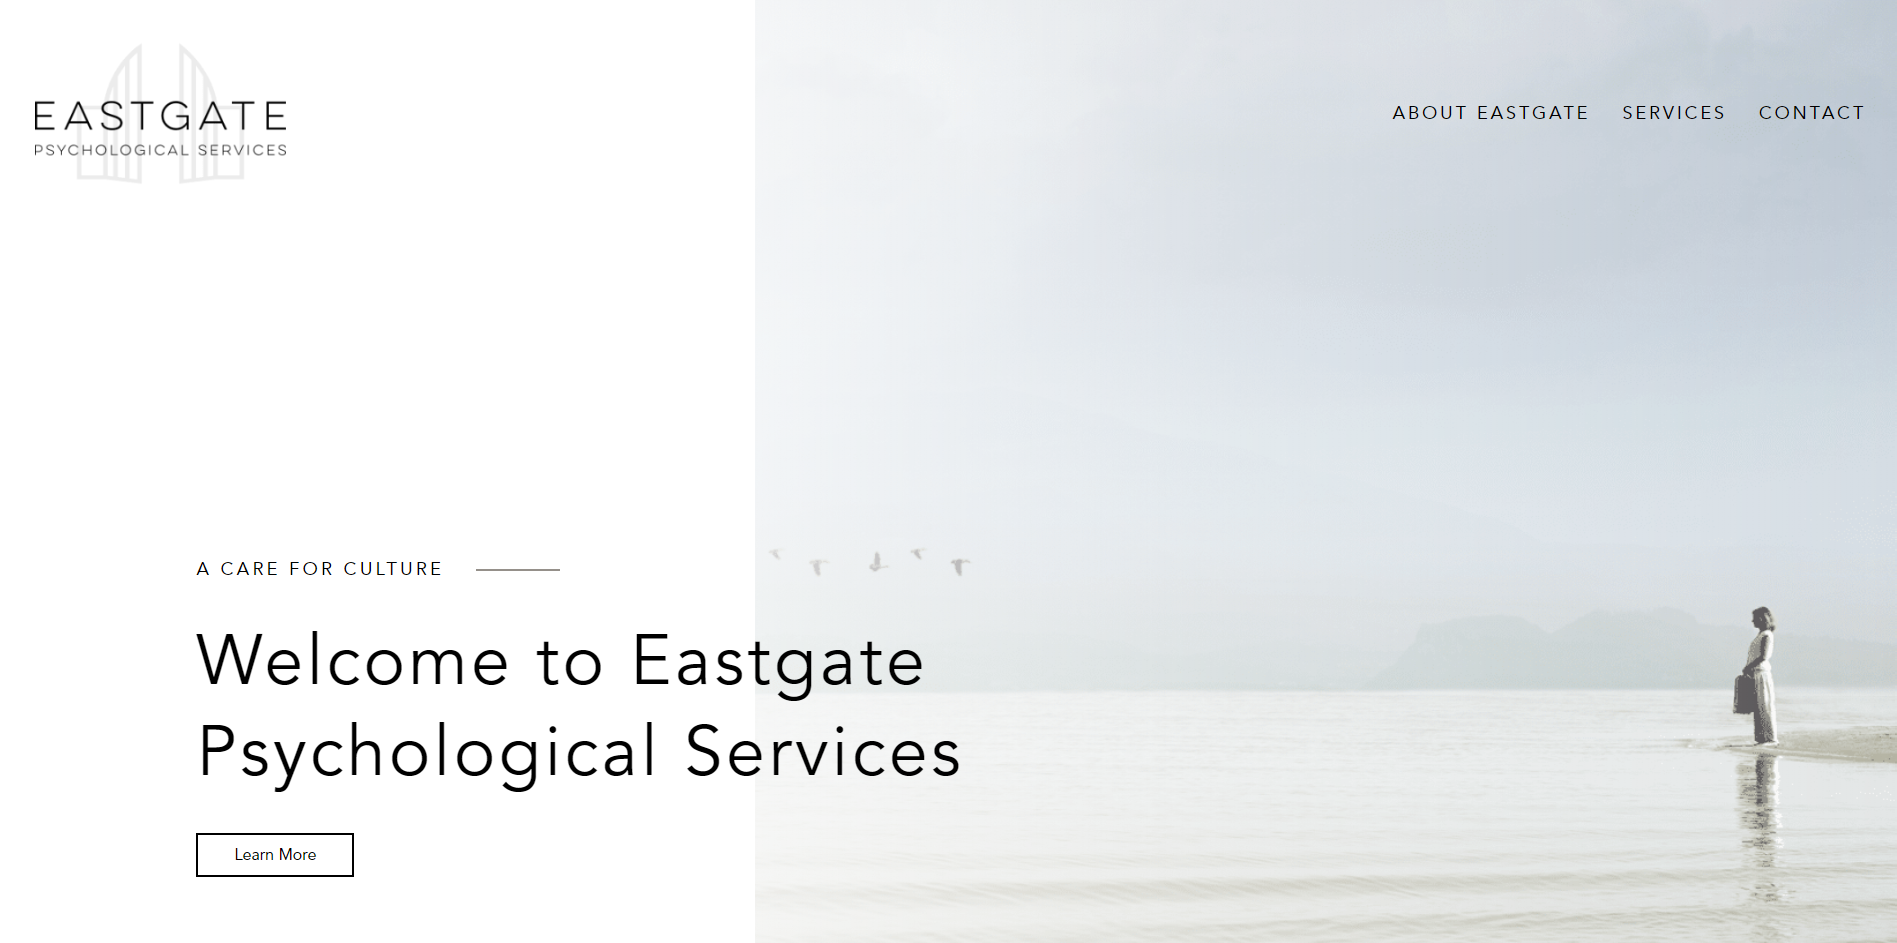 EASTGATE
PSYCHOLOGICAL SERVICES
ABOUT EASTGATE
SERVICES
CONTACT
A CARE FOR CULTURE
Welcome to Eastgate
Psychological Services
Learn More